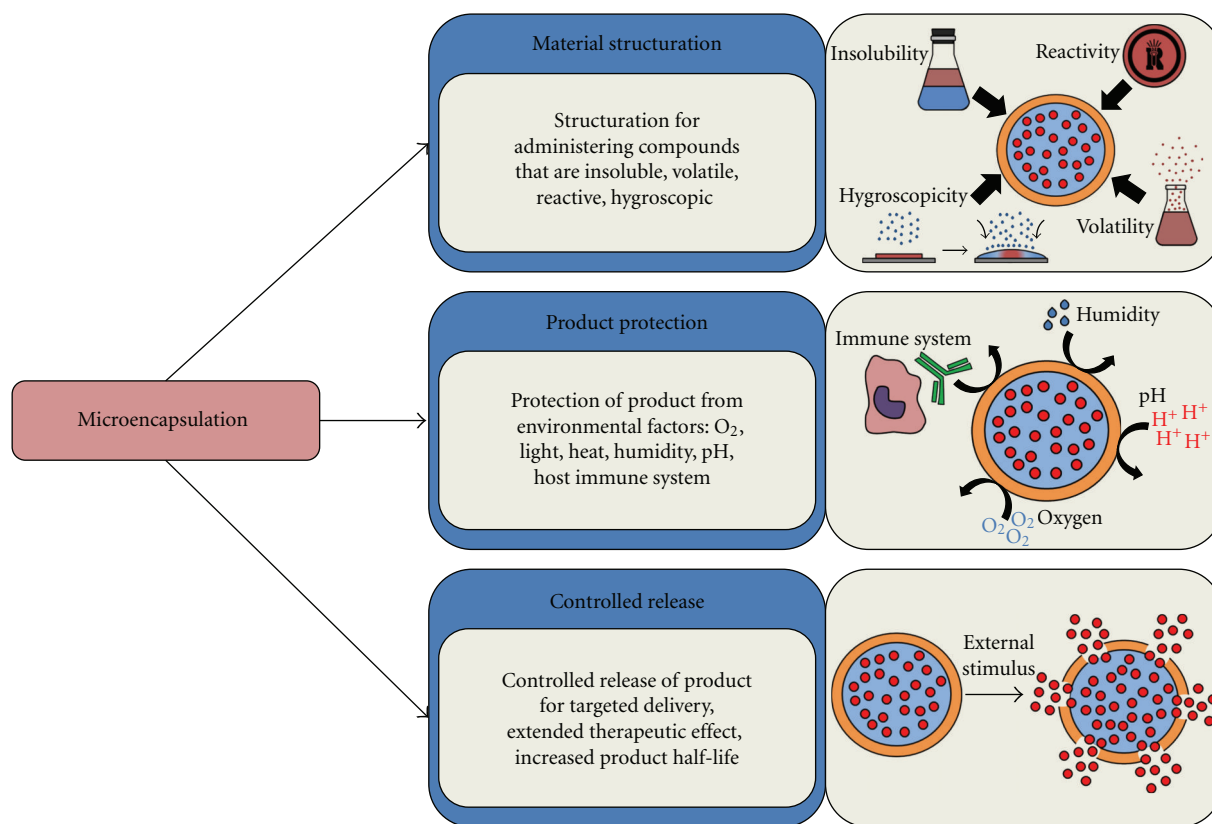 Microencapsulation
Material structuration
Structuration for
administering compounds
that are insoluble, volatile,
reactive, hygroscopic
Insolubility
Reactivity
R
Hygroscopicity
Volatility
Product protection
Protection of product from
environmental factors: O₂,
light, heat, humidity, pH,
host immune system
Immune system
Humidity
pH
H⁺ H⁺
H⁺ H⁺
O₂ O₂ Oxygen
O₂
Controlled release
Controlled release of product
for targeted delivery,
extended therapeutic effect,
increased product half-life
External
stimulus